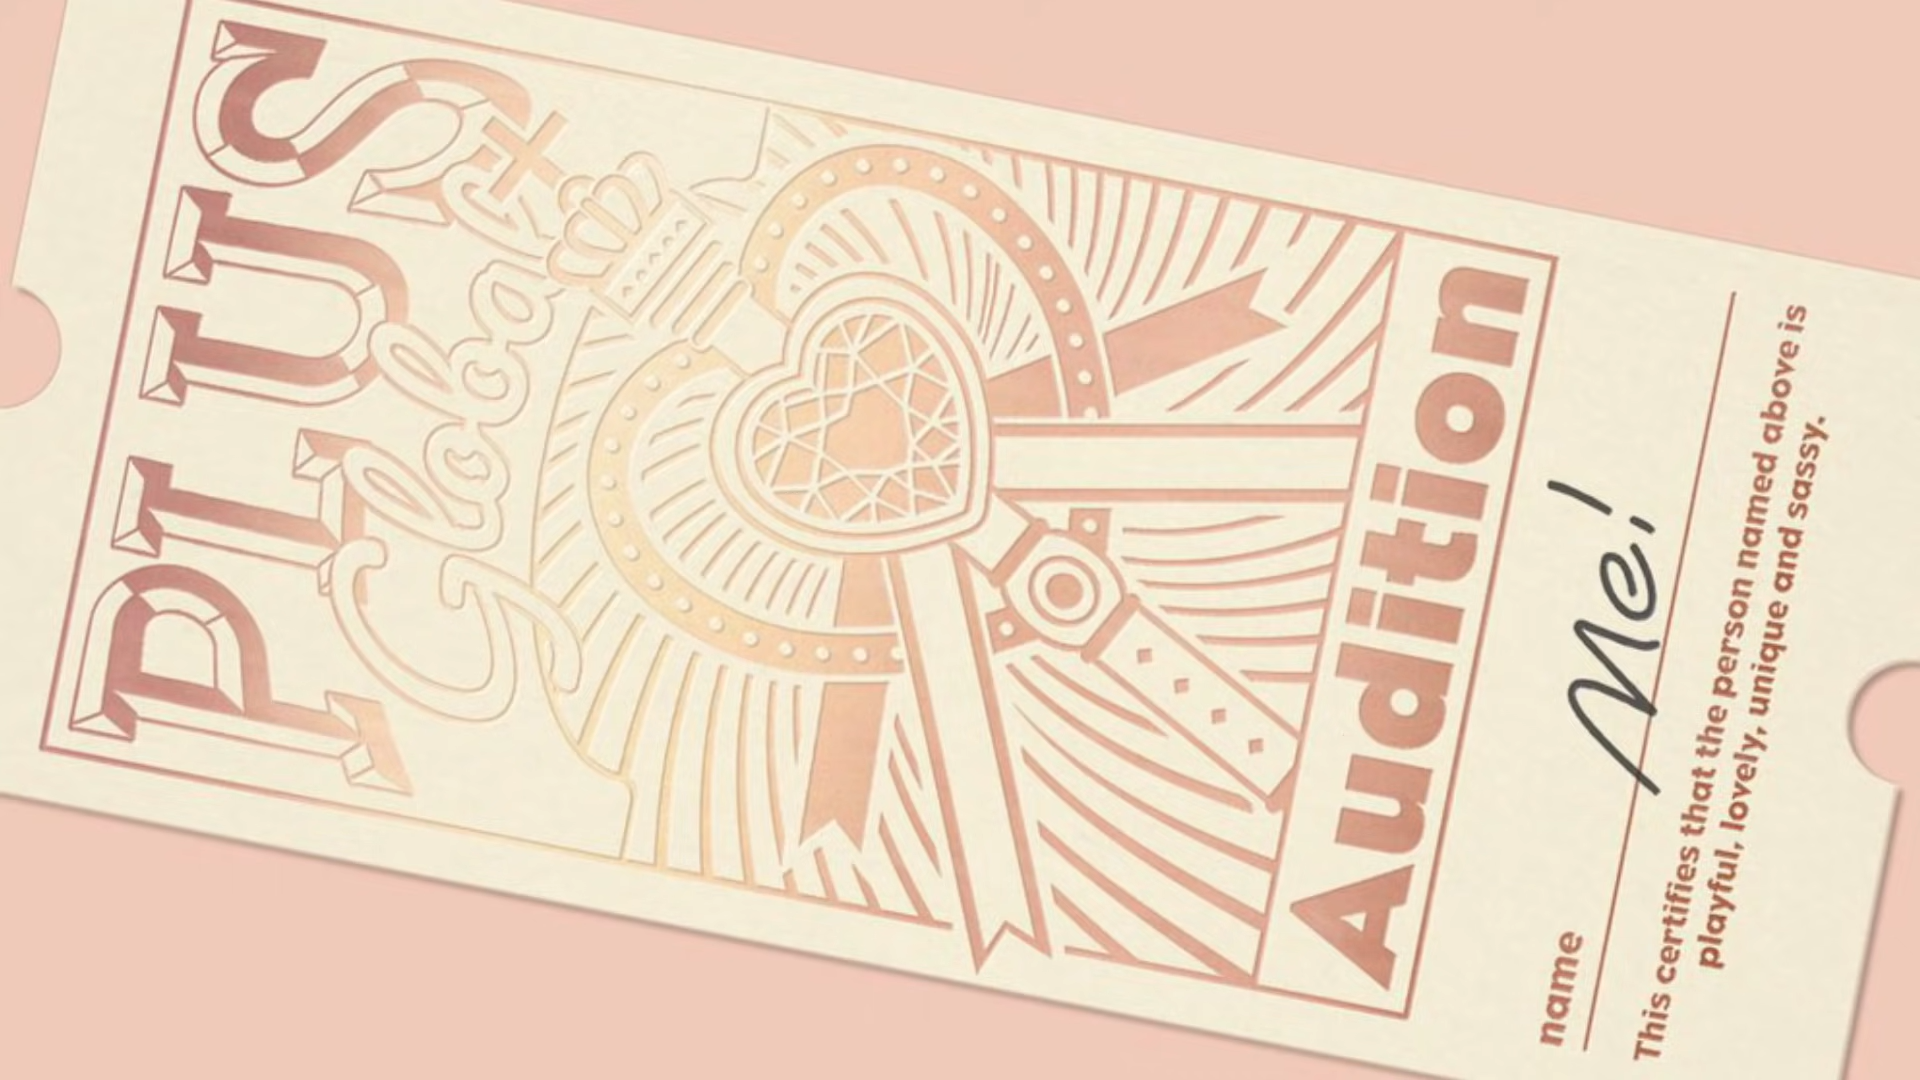 PLUS
Global
Audition
name Me!
This certifies that the person named above is
playful, lovely, unique and sassy.